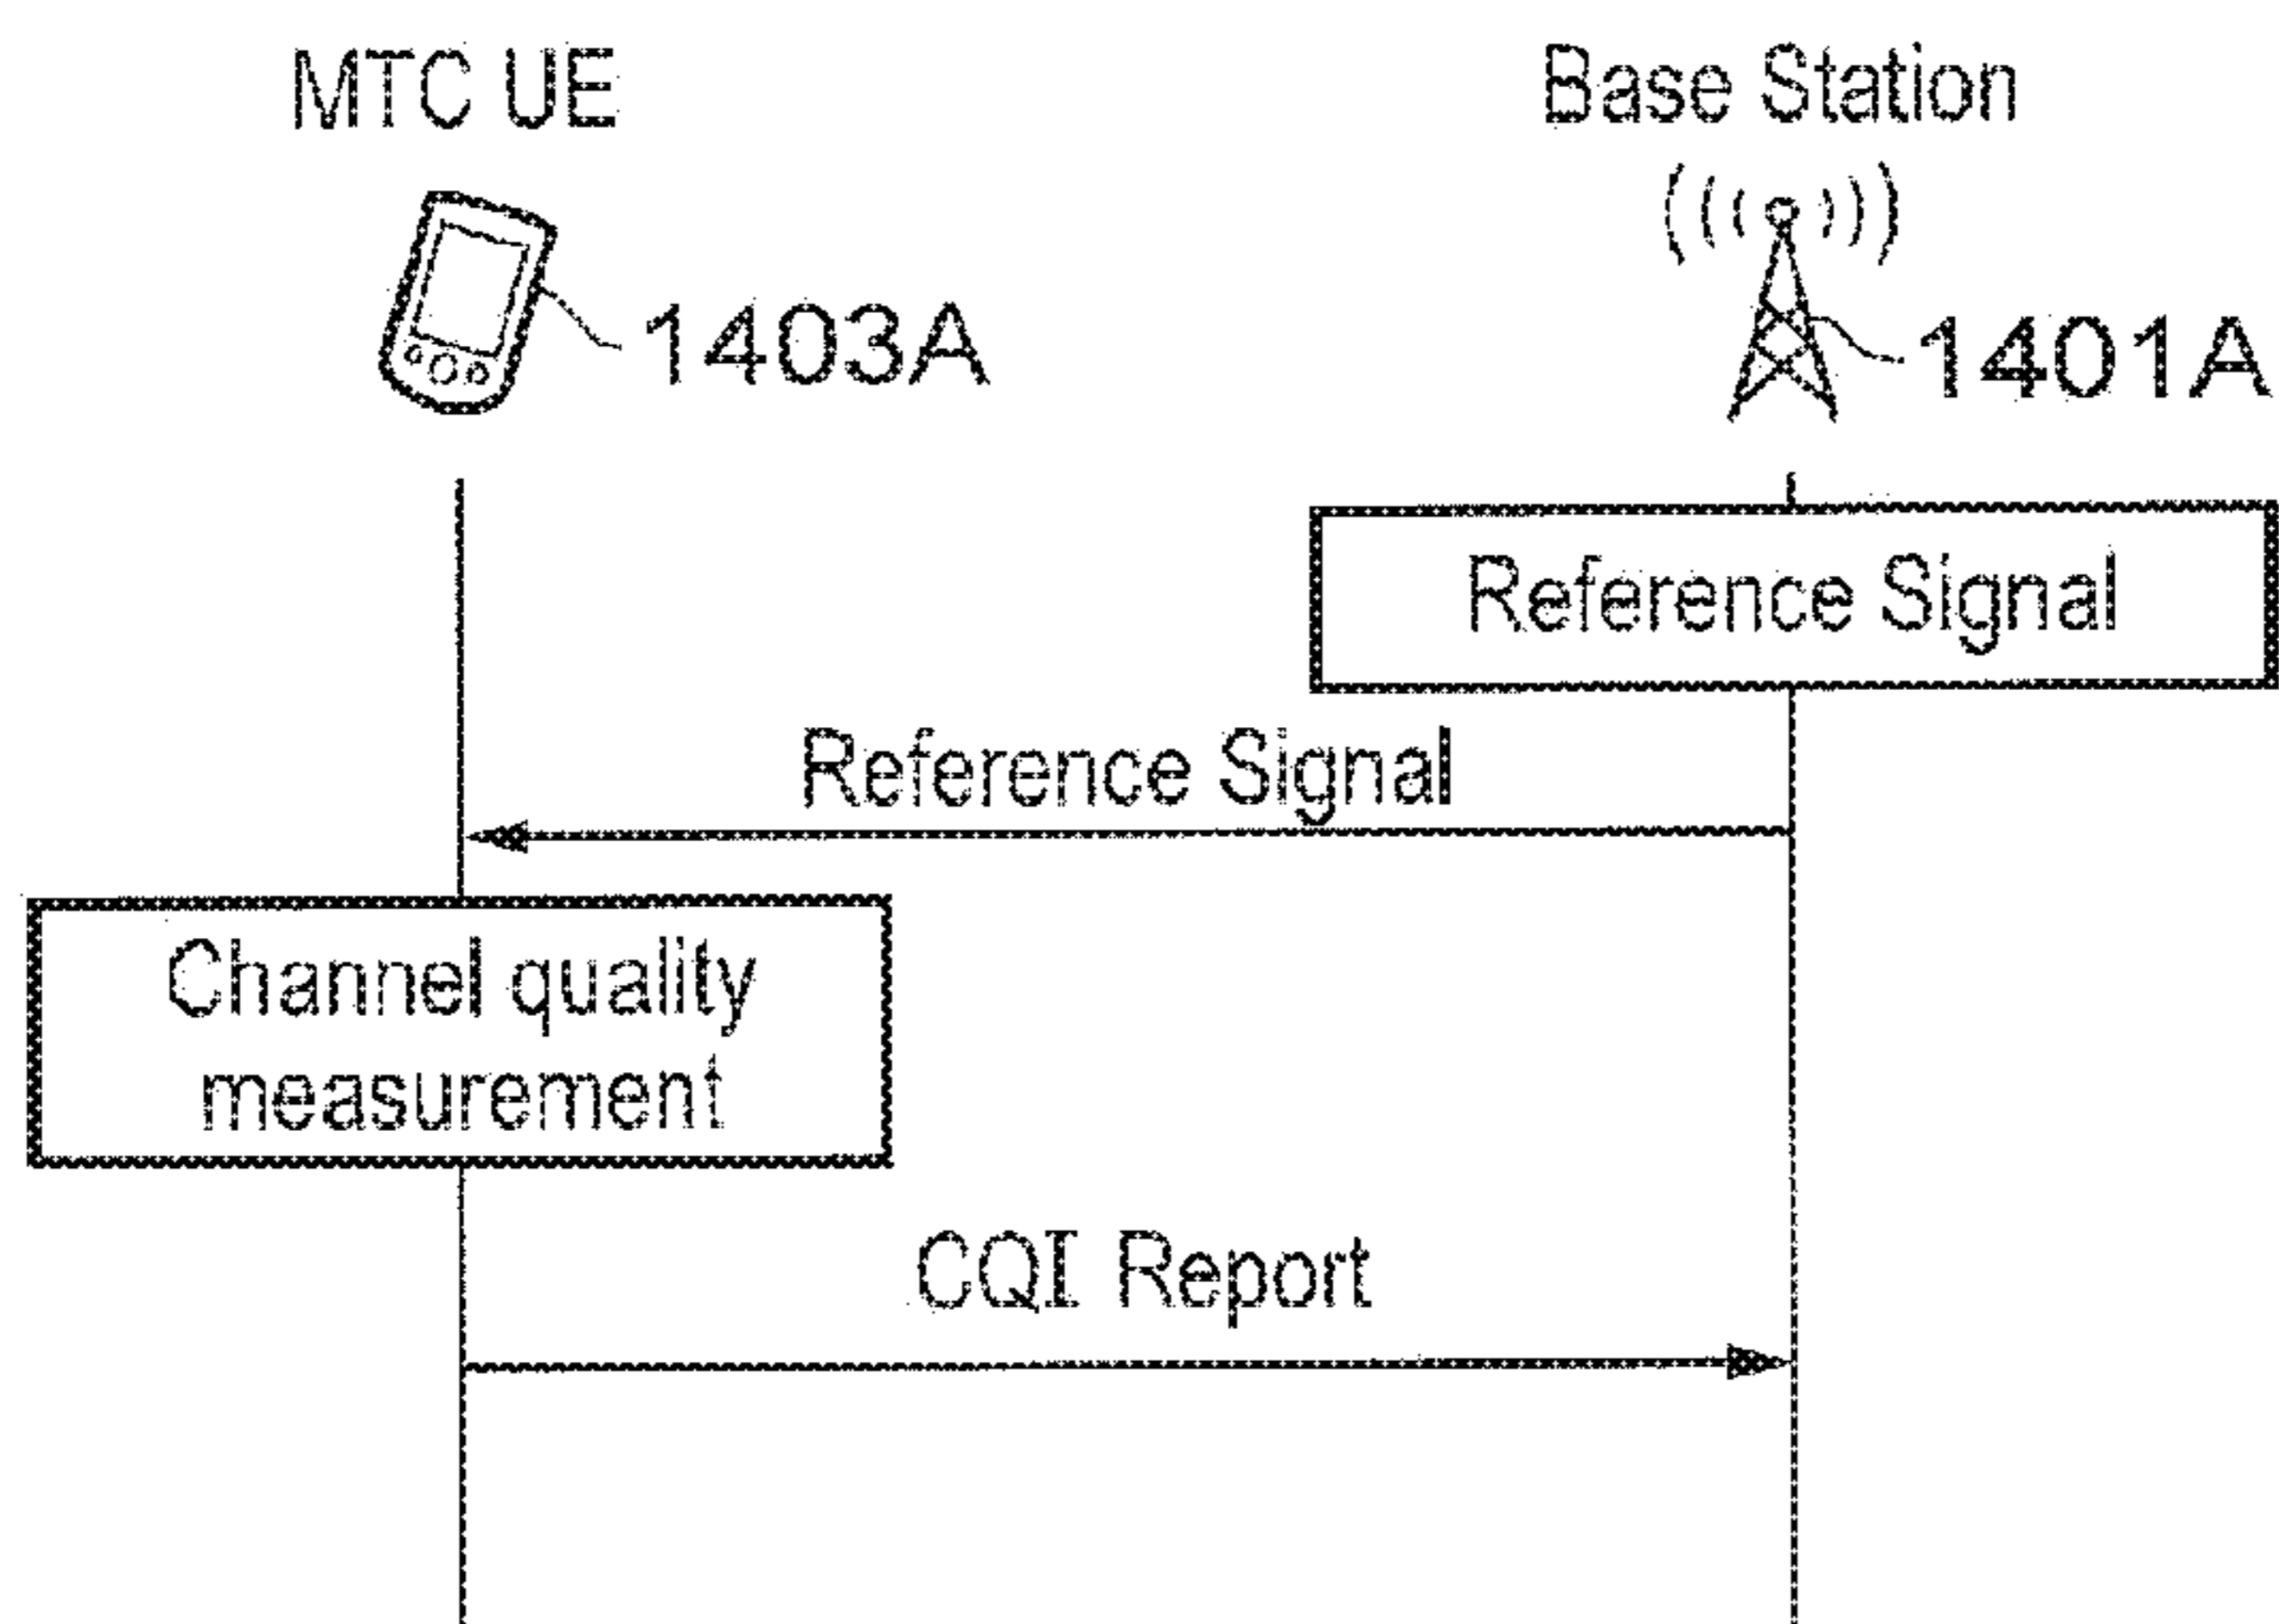 MTC UE
Base Station
1403A
1401A
Reference Signal
Reference Signal
Channel quality
measurement
CQI Report